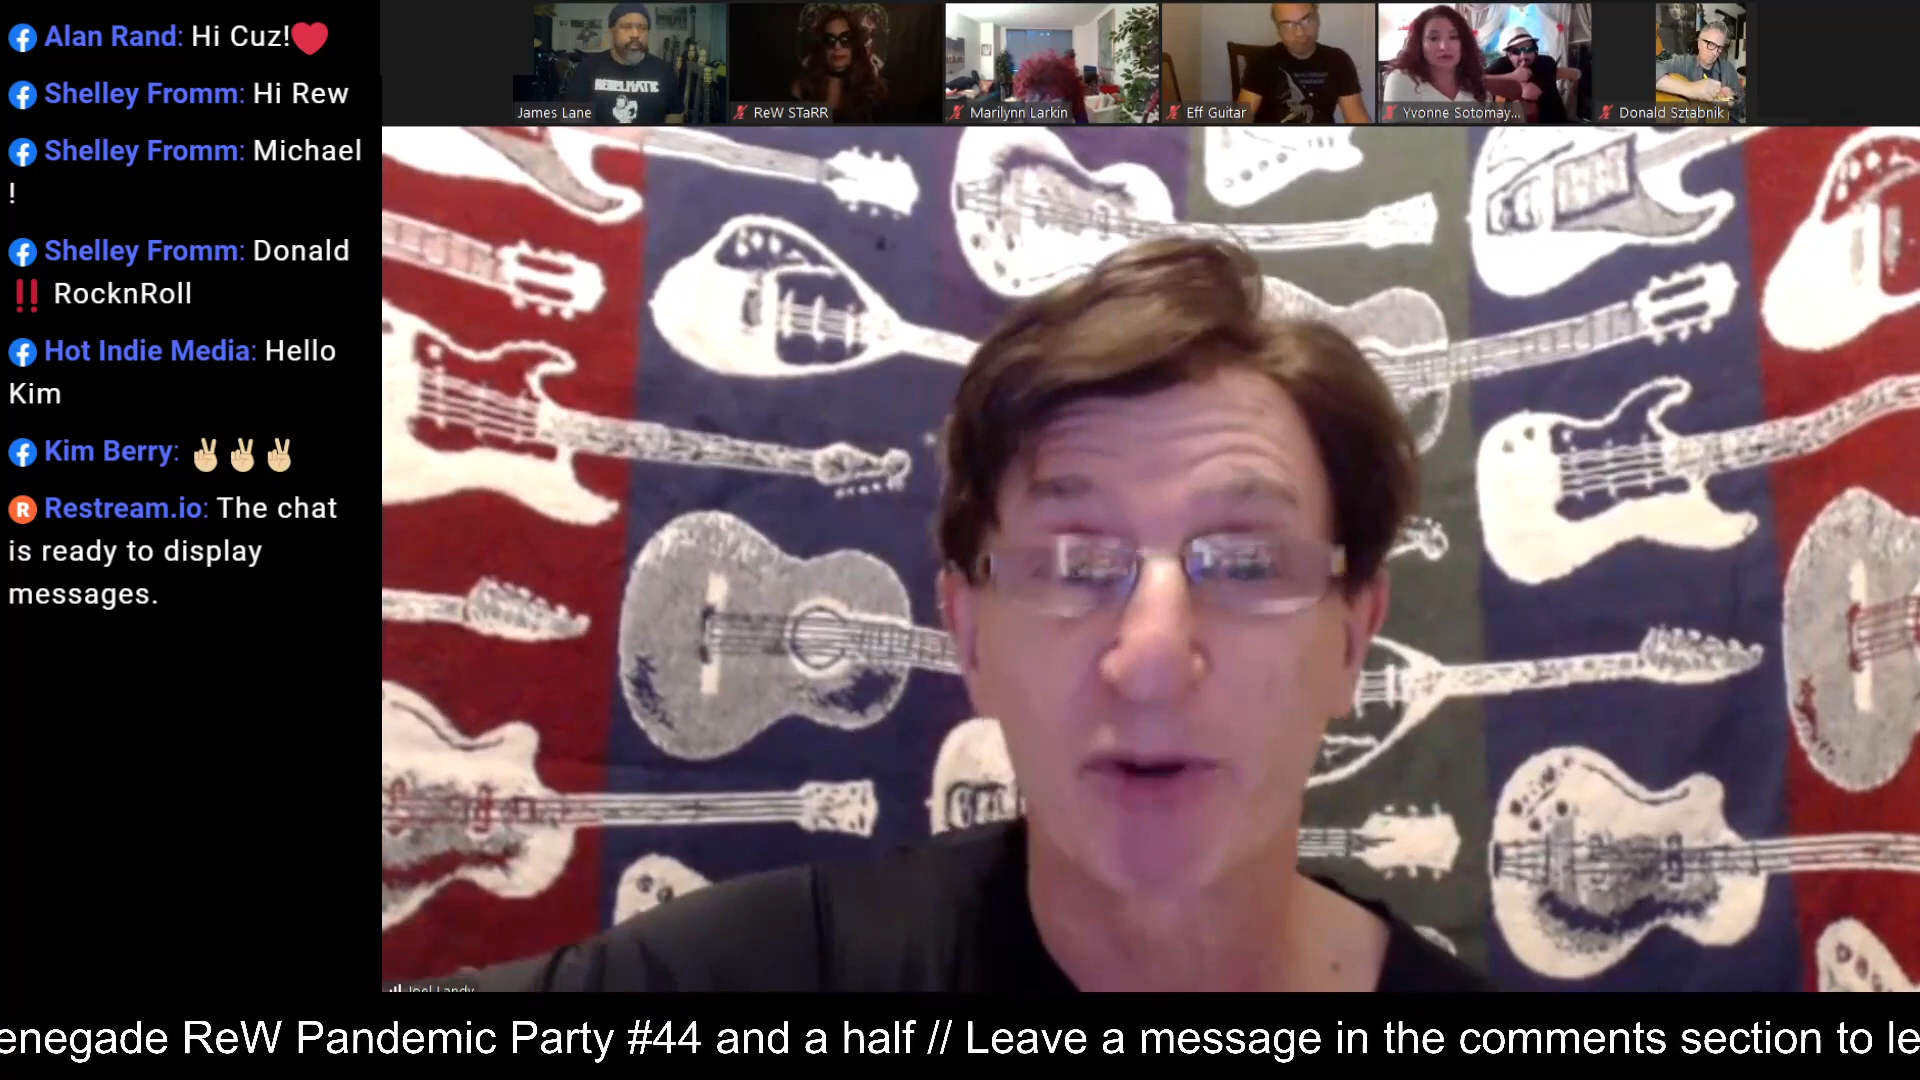 Alan Rand: Hi Cuz!❤️
Shelley Fromm: Hi Rew
Shelley Fromm: Michael
!
Shelley Fromm: Donald
‼️ RocknRoll
Hot Indie Media: Hello
Kim
Kim Berry: ✌🏼✌🏼✌🏼
R Restream.io: The chat
is ready to display
messages.
REBELMATIC
James Lane
ReW STaRR
Marilynn Larkin
Eff Guitar
Yvonne Sotomay...
Donald Sztabnik
Joel Landy
enegade ReW Pandemic Party #44 and a half // Leave a message in the comments section to le